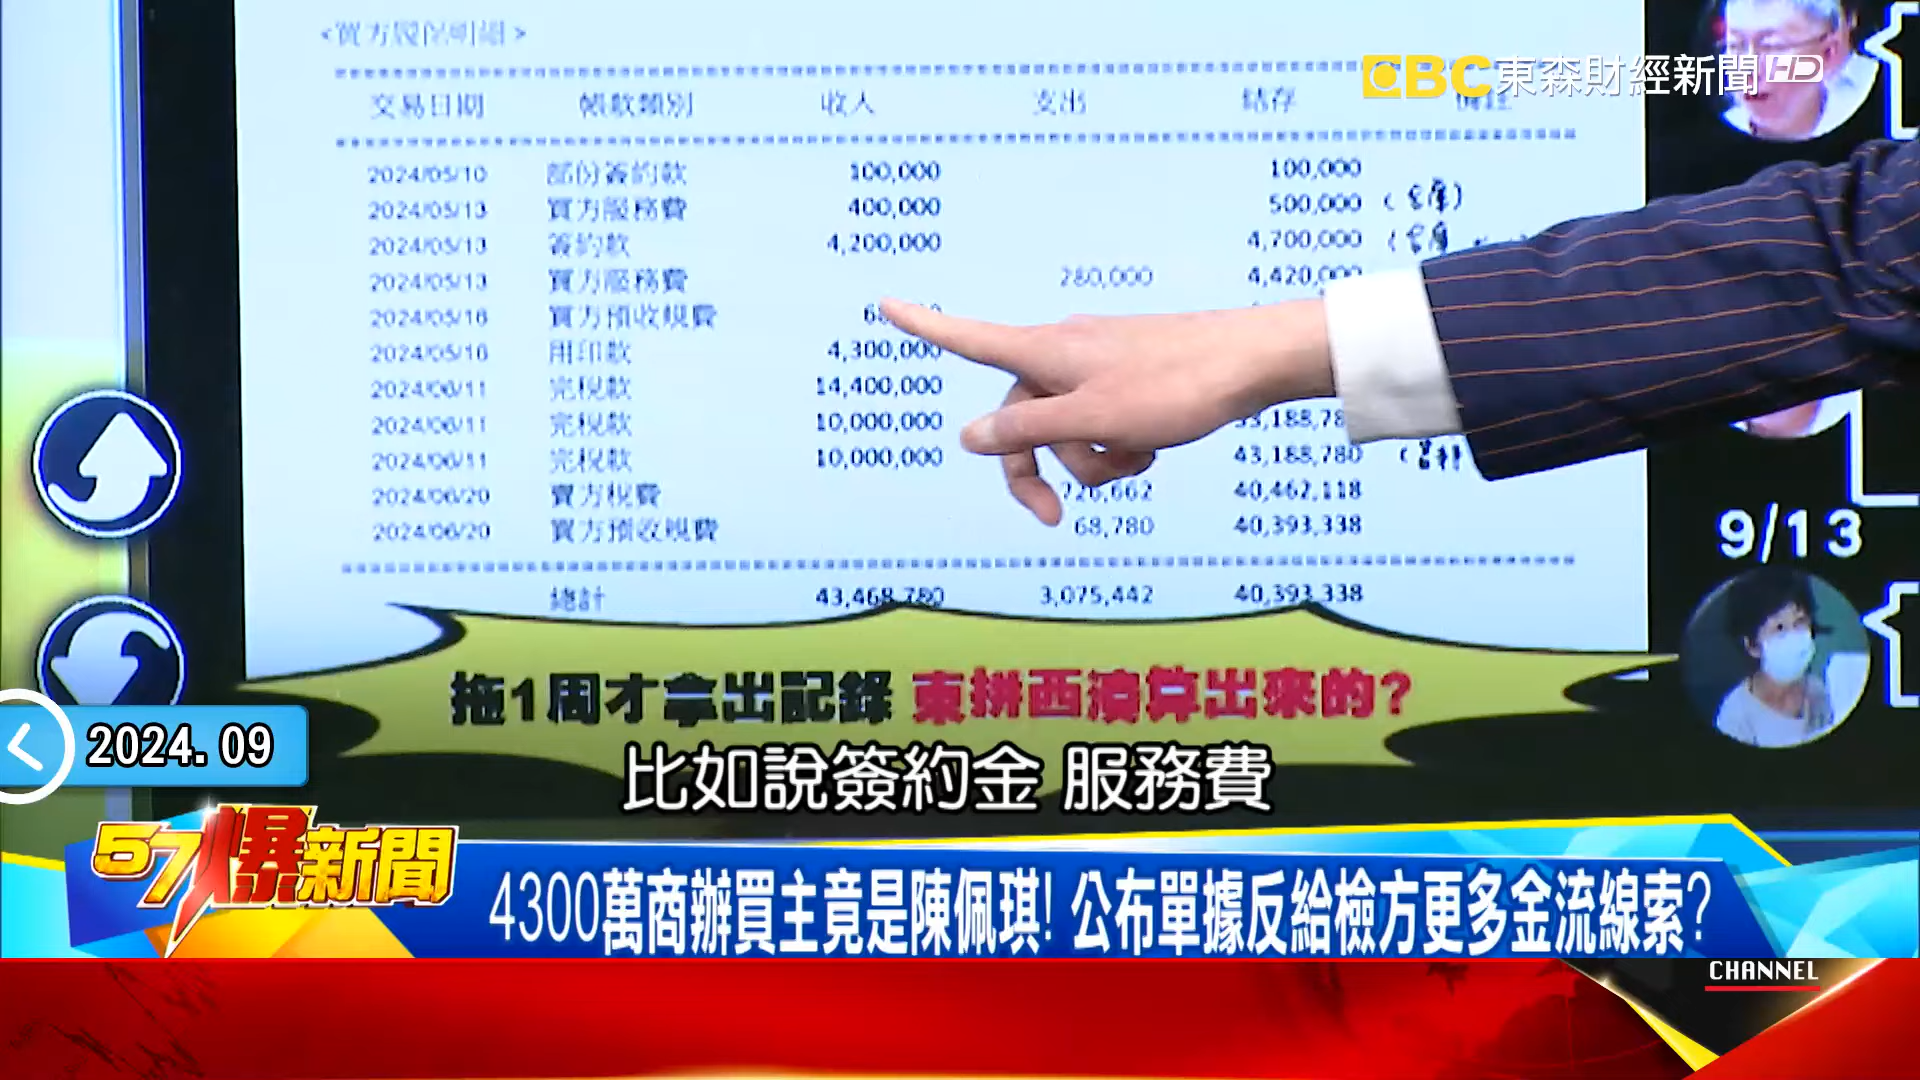 <買方履保明細>
EBC 東森財經新聞 HD
交易日期 帳款類別 收入 支出 結存 備註
2024/05/10 部份簽約款 100,000 100,000
2024/05/13 買方服務費 400,000 500,000
2024/05/13 簽約款 4,200,000 4,700,000
2024/05/13 買方服務費 280,000 4,420,000
2024/05/16 買方預收規費
2024/05/16 用印款 4,300,000
2024/06/11 完稅款 14,400,000
2024/06/11 完稅款 10,000,000
2024/06/11 完稅款 10,000,000 43,188,780
2024/06/20 賣方稅費 40,462,118
2024/06/20 買方預收規費 68,780 40,393,338
總計 43,468,780 3,075,442 40,393,338
9/13
拖1周才拿出記錄 東拼西湊算出來的?
2024.09
比如說簽約金 服務費
57爆新聞
4300萬商辦買主竟是陳佩琪! 公布單據反給檢方更多金流線索?
CHANNEL